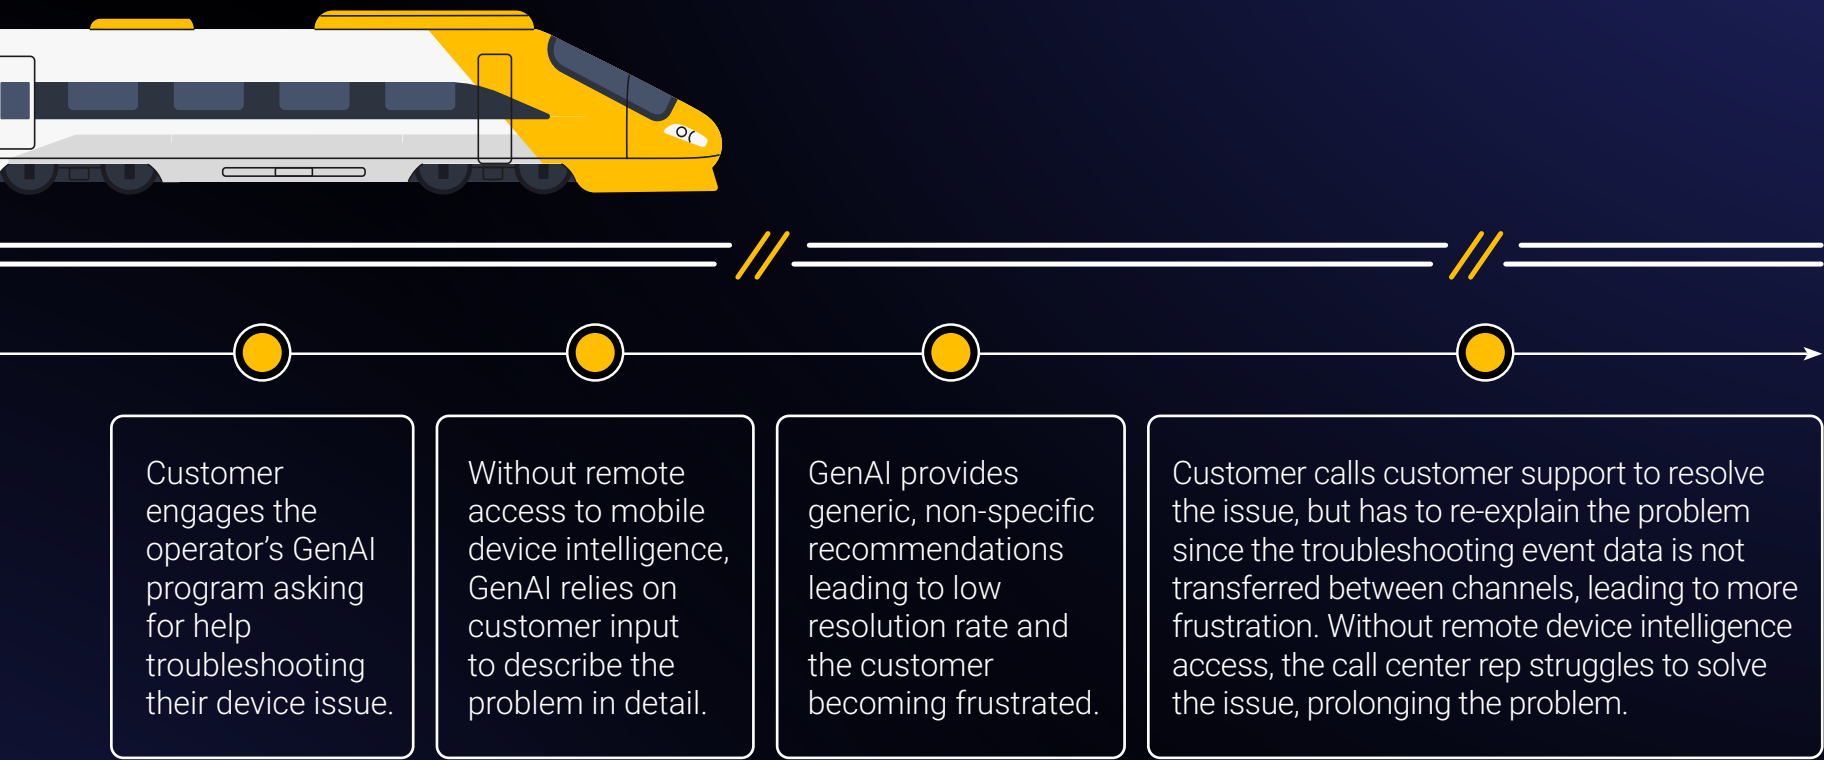 Customer
engages the
operator’s GenAI
program asking
for help
troubleshooting
their device issue.
Without remote
access to mobile
device intelligence,
GenAI relies on
customer input
to describe the
problem in detail.
GenAI provides
generic, non-specific
recommendations
leading to low
resolution rate and
the customer
becoming frustrated.
Customer calls customer support to resolve
the issue, but has to re-explain the problem
since the troubleshooting event data is not
transferred between channels, leading to more
frustration. Without remote device intelligence
access, the call center rep struggles to solve
the issue, prolonging the problem.